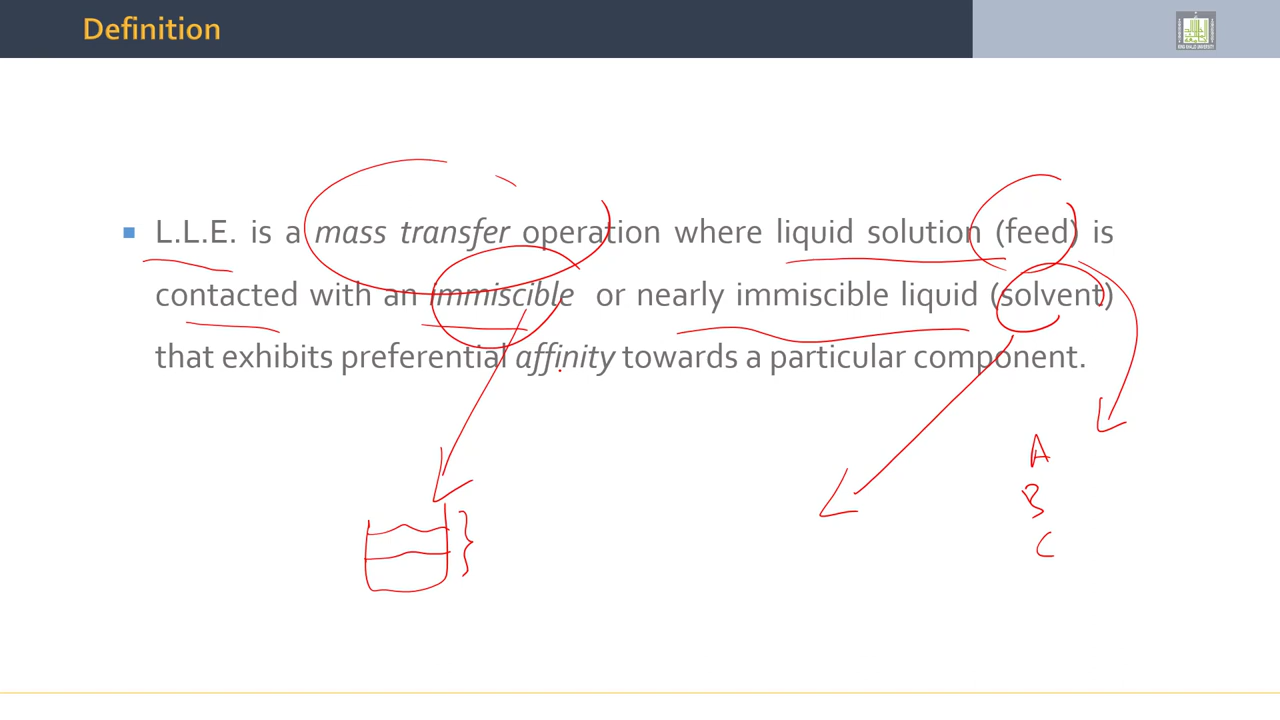 Definition
L.L.E. is a mass transfer operation where liquid solution (feed) is
contacted with an immiscible or nearly immiscible liquid (solvent)
that exhibits preferential affinity towards a particular component.
A
B
C